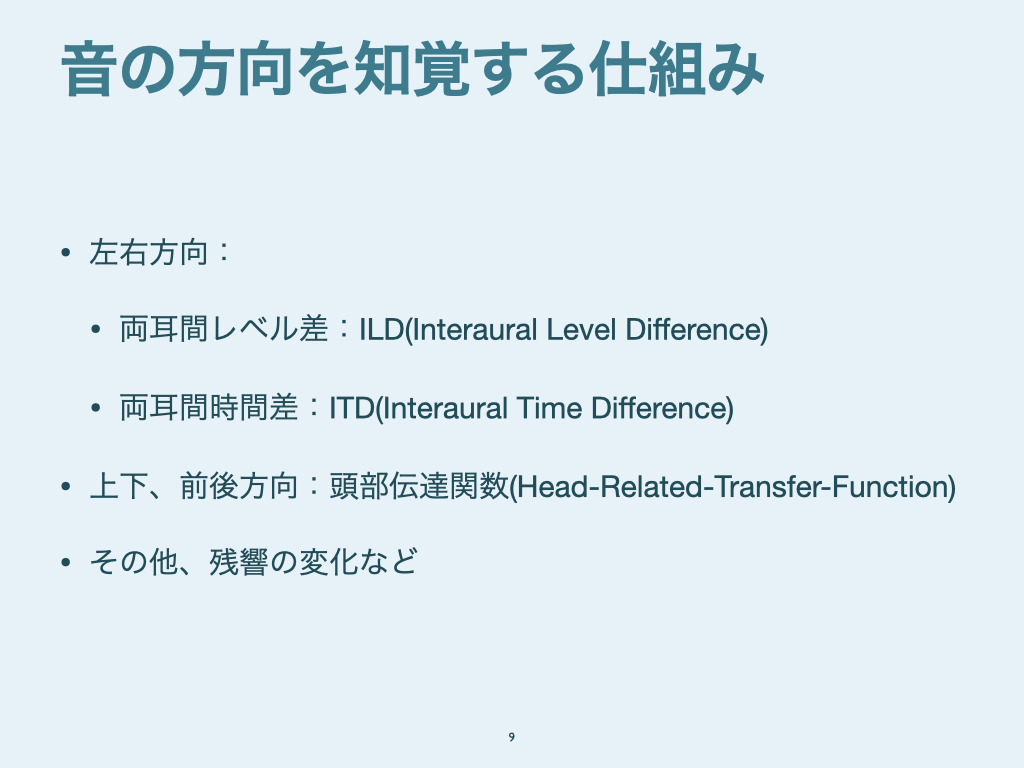 音の方向を知覚する仕組み
• 左右方向：
• 両耳間レベル差：ILD(Interaural Level Difference)
• 両耳間時間差：ITD(Interaural Time Difference)
• 上下、前後方向：頭部伝達関数(Head-Related-Transfer-Function)
• その他、残響の変化など
9